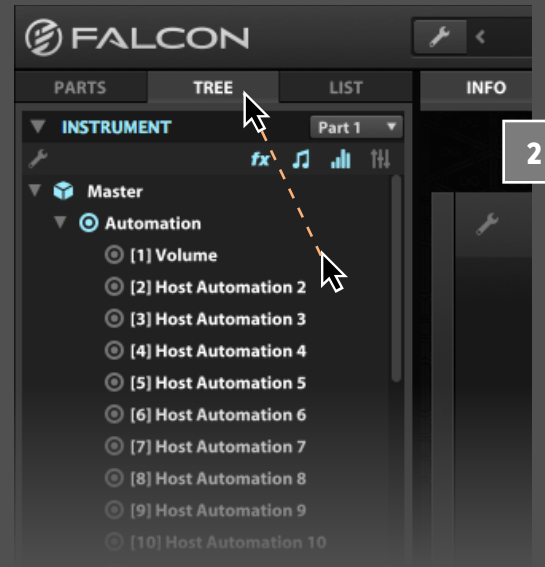 FALCON
PARTS TREE LIST INFO
INSTRUMENT Part 1
2
fx
Master
Automation
[1] Volume
[2] Host Automation 2
[3] Host Automation 3
[4] Host Automation 4
[5] Host Automation 5
[6] Host Automation 6
[7] Host Automation 7
[8] Host Automation 8
[9] Host Automation 9
[10] Host Automation 10